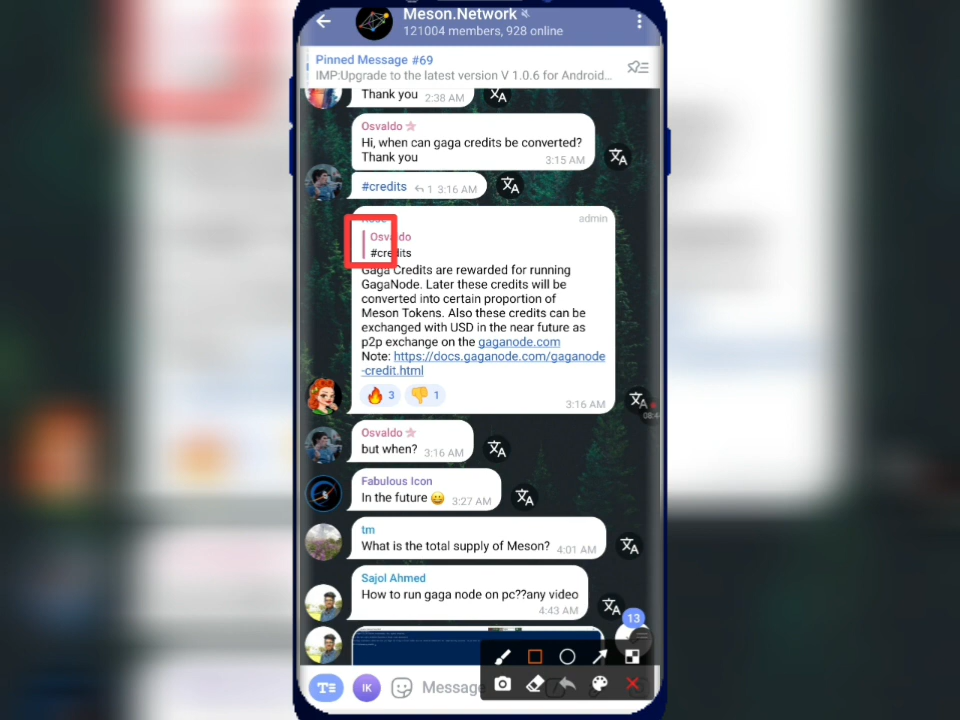 Meson.Network
121004 members, 928 online
Pinned Message #69
IMP:Upgrade to the latest version V 1.0.6 for Android...
Thank you 2:38 AM
Osvaldo
Hi, when can gaga credits be converted?
Thank you 3:15 AM
#credits 1 3:16 AM
Rose admin
Osvaldo
#credits
Gaga Credits are rewarded for running
GagaNode. Later these credits will be
converted into certain proportion of
Meson Tokens. Also these credits can be
exchanged with USD in the near future as
p2p exchange on the gaganode.com
Note: https://docs.gaganode.com/gaganode
-credit.html
3 1
3:16 AM
Osvaldo
but when? 3:16 AM
Fabulous Icon
In the future 😀 3:27 AM
tm
What is the total supply of Meson? 4:01 AM
Sajol Ahmed
How to run gaga node on pc??any video
4:43 AM
13
T IK Message